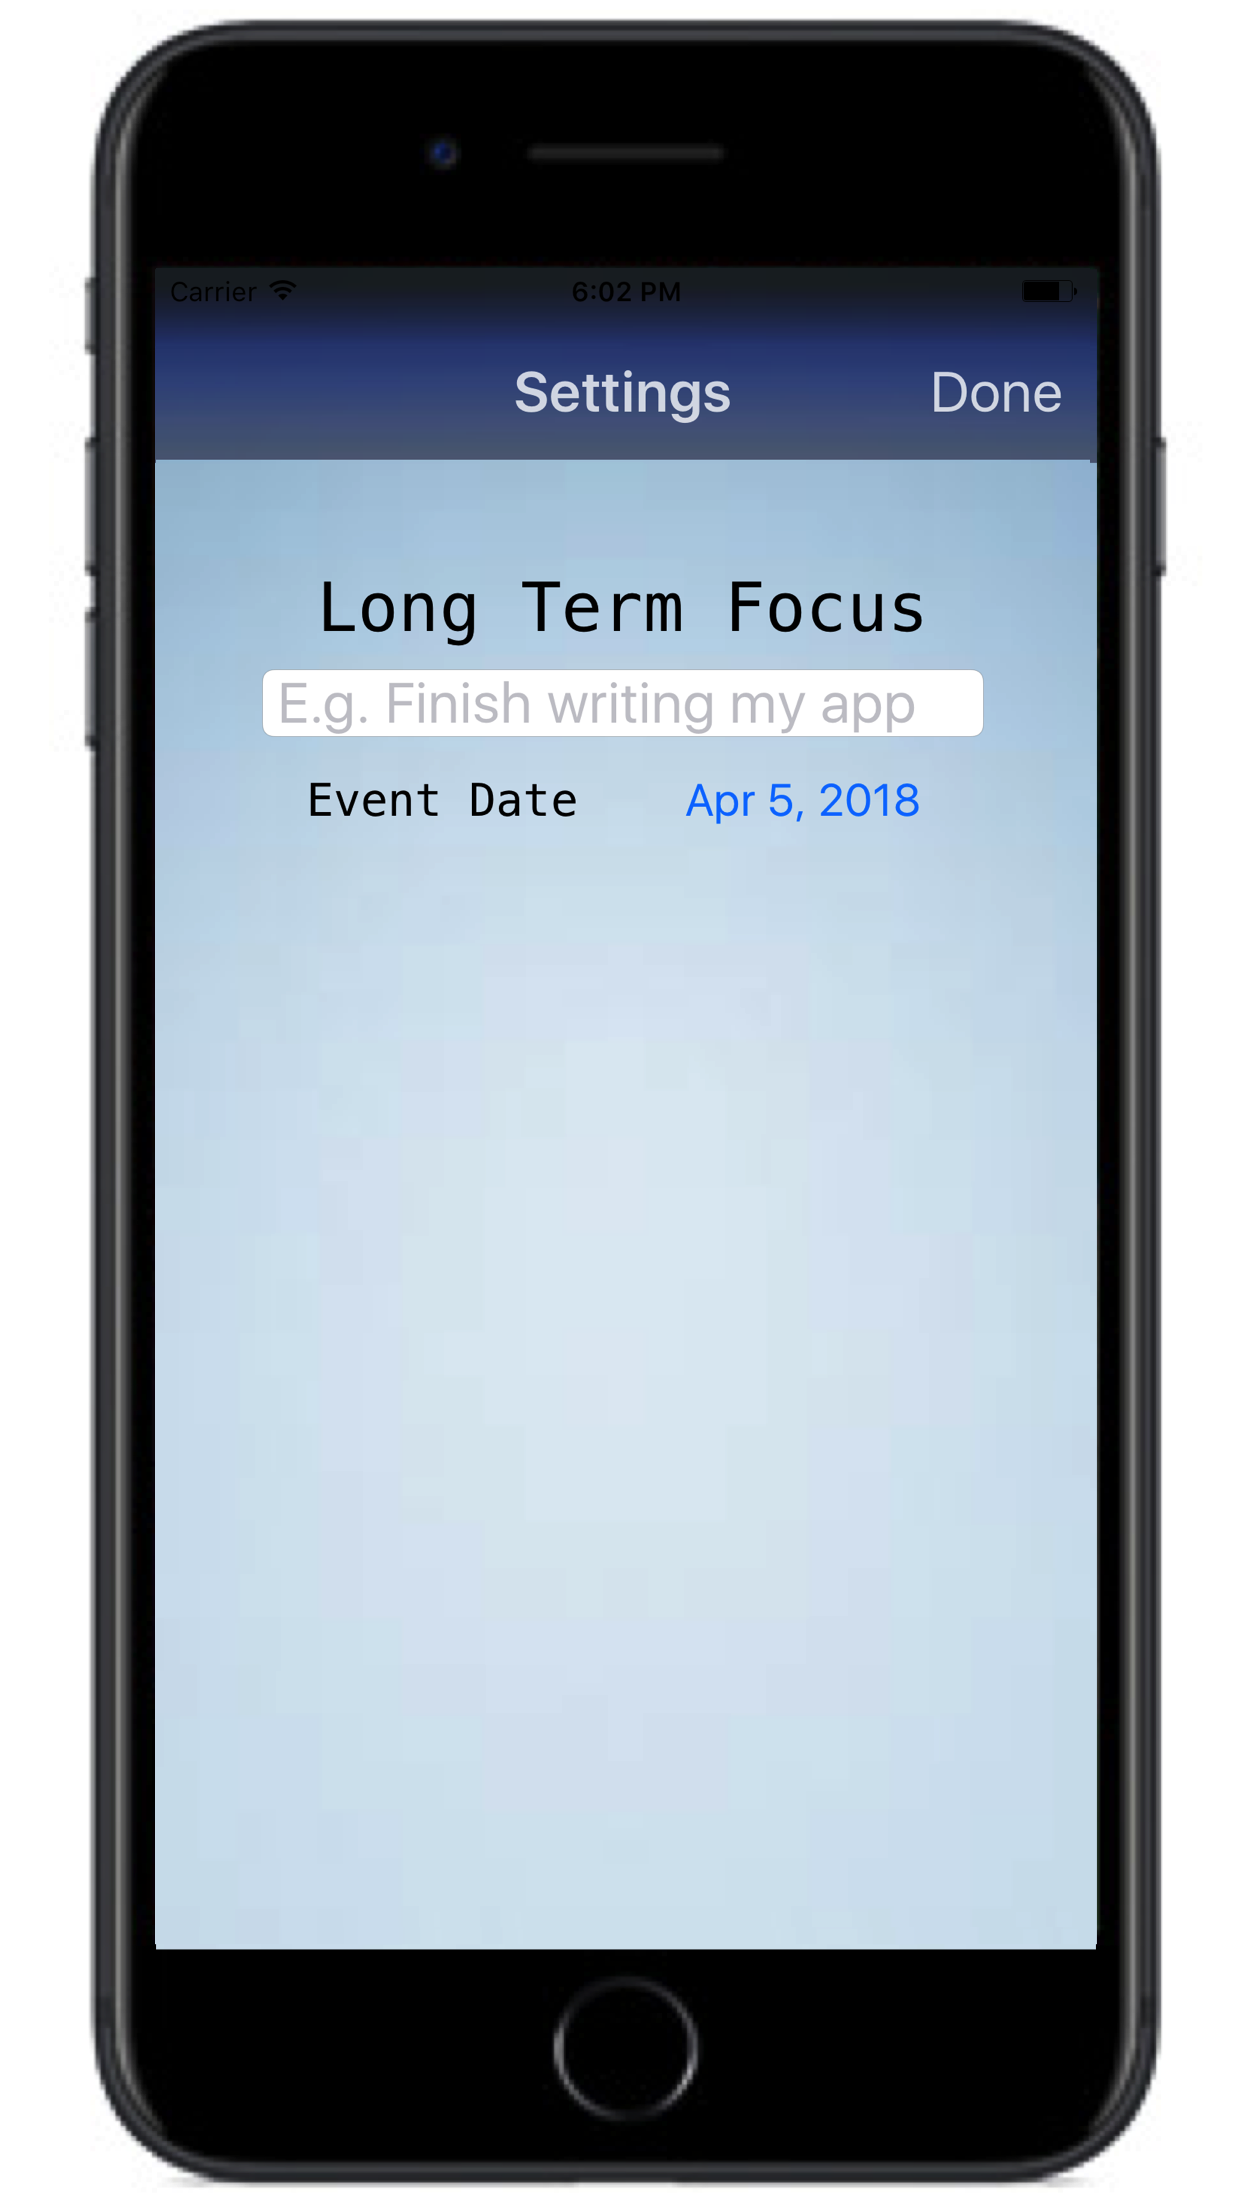 Carrier 6:02 PM
Settings Done
Long Term Focus
E.g. Finish writing my app
Event Date Apr 5, 2018